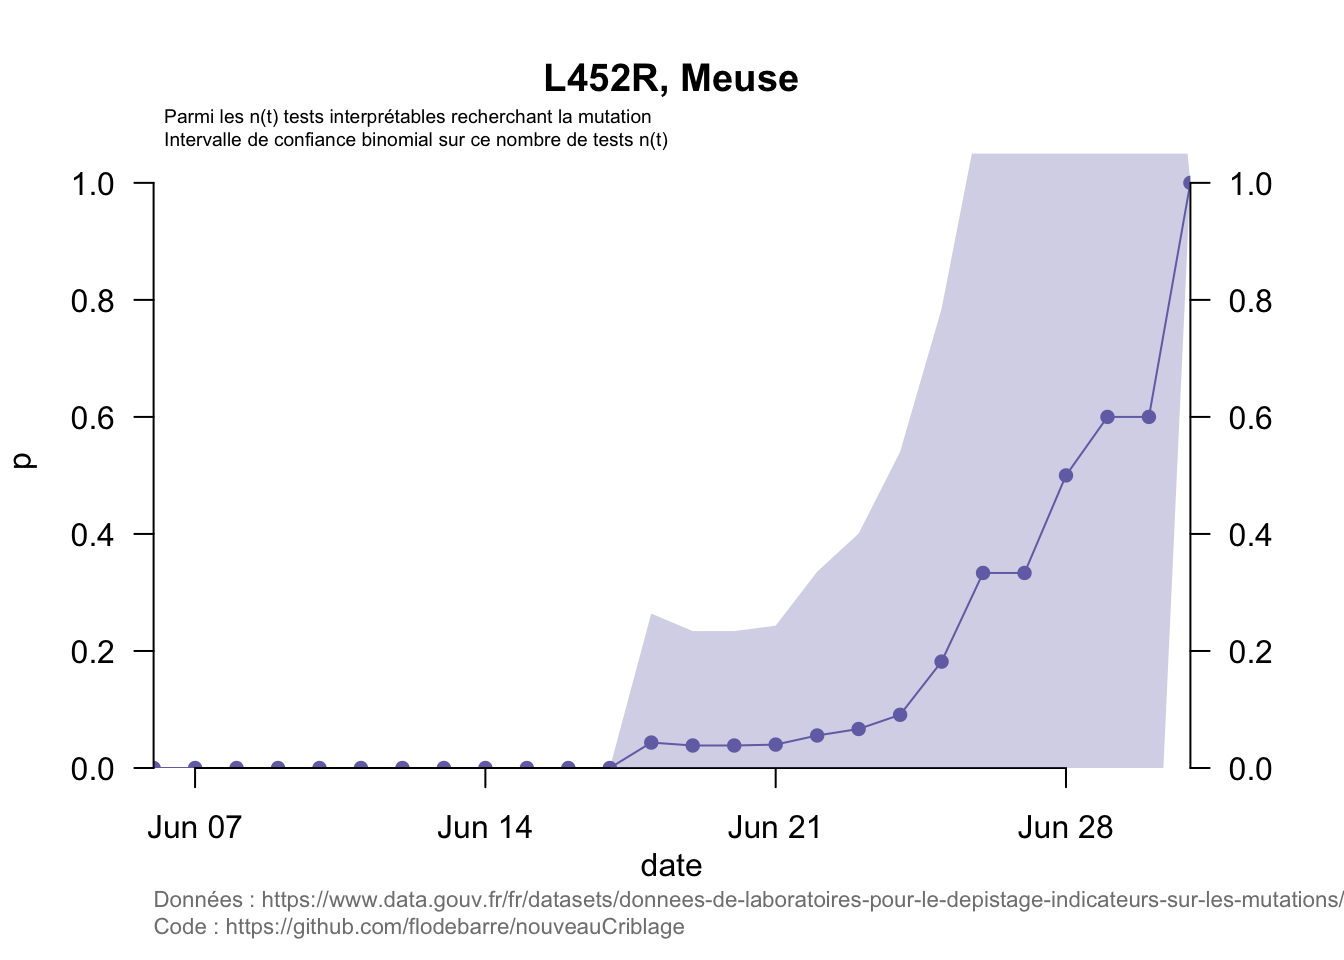 L452R, Meuse
Parmi les n(t) tests interprétables recherchant la mutation
Intervalle de confiance binomial sur ce nombre de tests n(t)
1.0 1.0
0.8 0.8
0.6 0.6
p
0.4 0.4
0.2 0.2
0.0 0.0
Jun 07 Jun 14 Jun 21 Jun 28
date
Données : https://www.data.gouv.fr/fr/datasets/donnees-de-laboratoires-pour-le-depistage-indicateurs-sur-les-mutations/
Code : https://github.com/flodebarre/nouveauCriblage